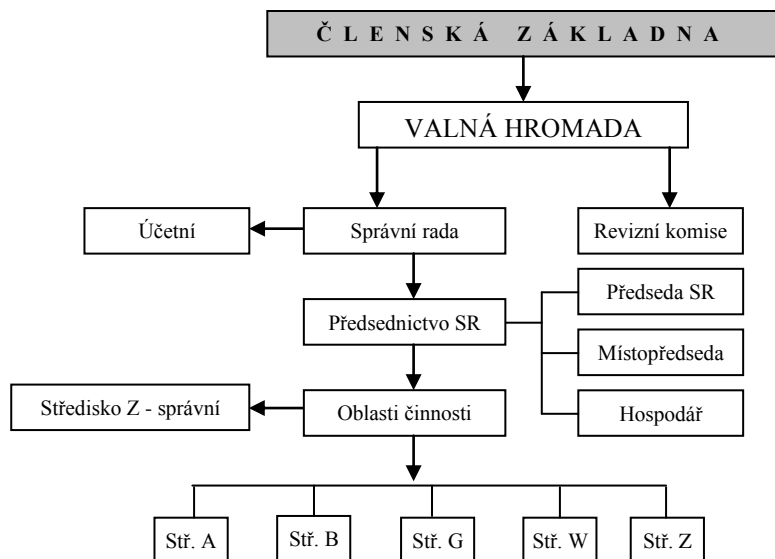 Č L E N S K Á Z Á K L A D N A
VALNÁ HROMADA
Účetní
Správní rada
Revizní komise
Předsednictvo SR
Předseda SR
Místopředseda
Středisko Z - správní
Oblasti činnosti
Hospodář
Stř. A
Stř. B
Stř. G
Stř. W
Stř. Z